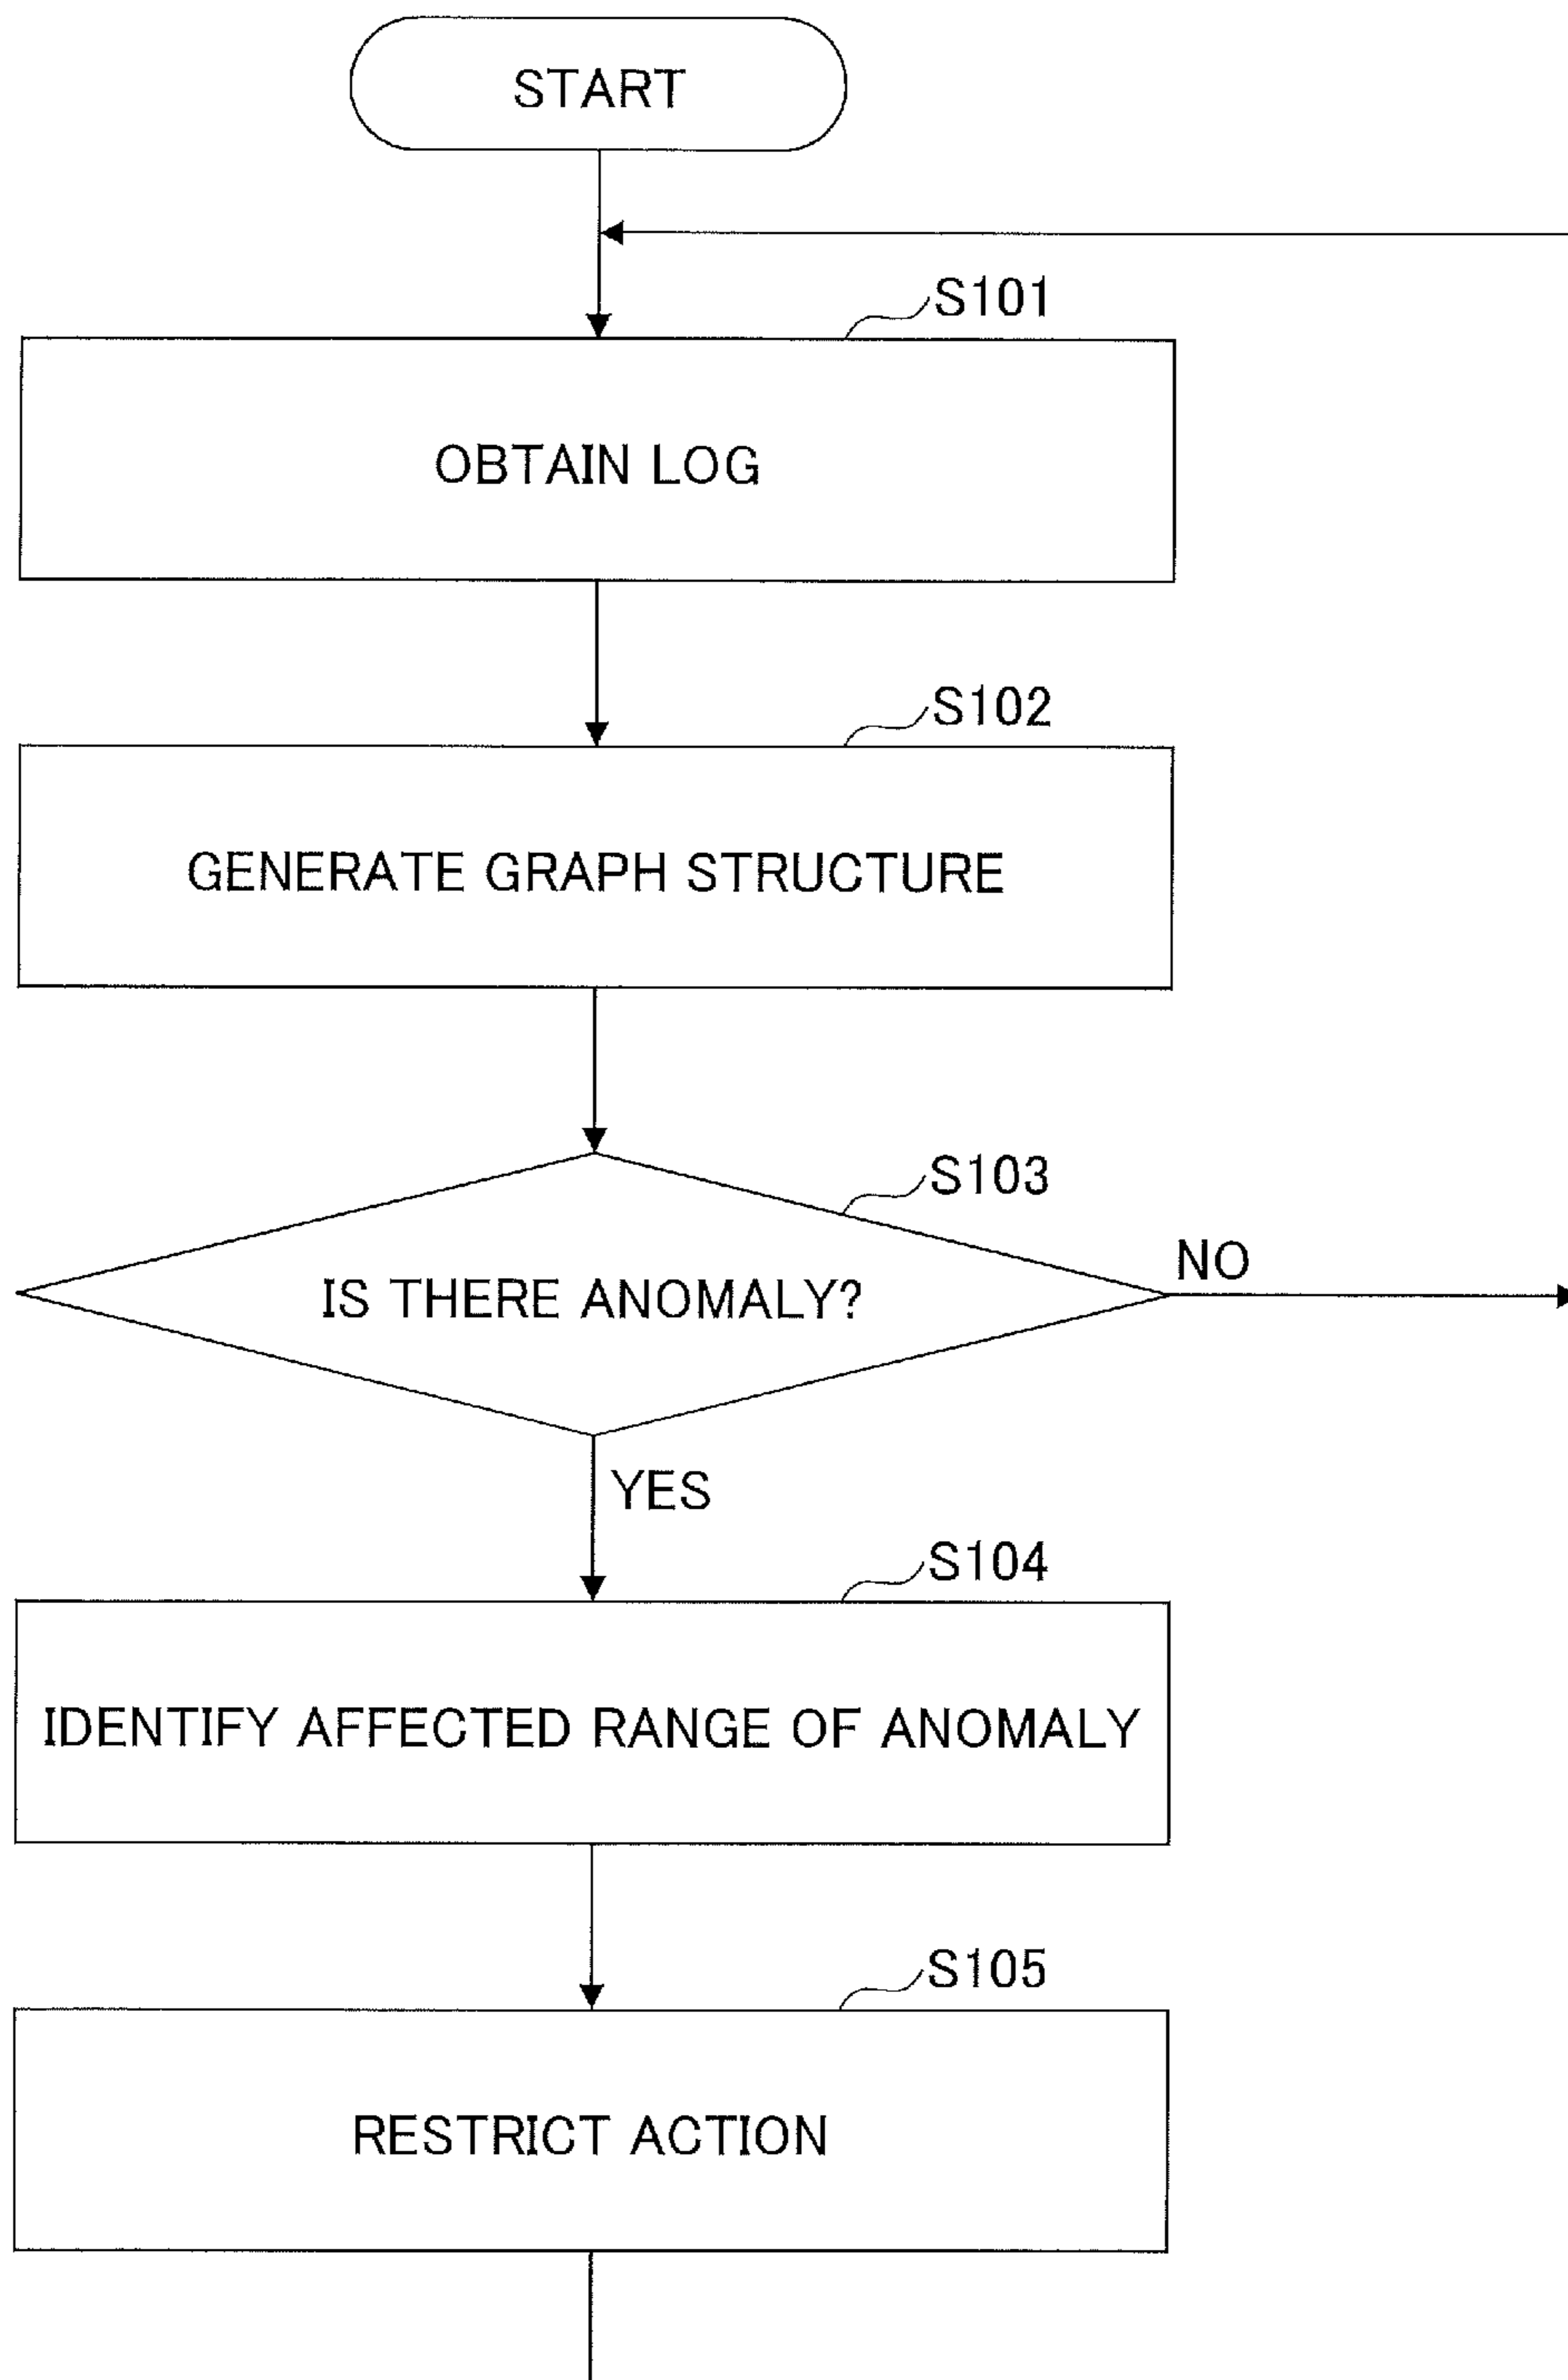 START
S101
OBTAIN LOG
S102
GENERATE GRAPH STRUCTURE
S103
IS THERE ANOMALY?
NO
YES
S104
IDENTIFY AFFECTED RANGE OF ANOMALY
S105
RESTRICT ACTION